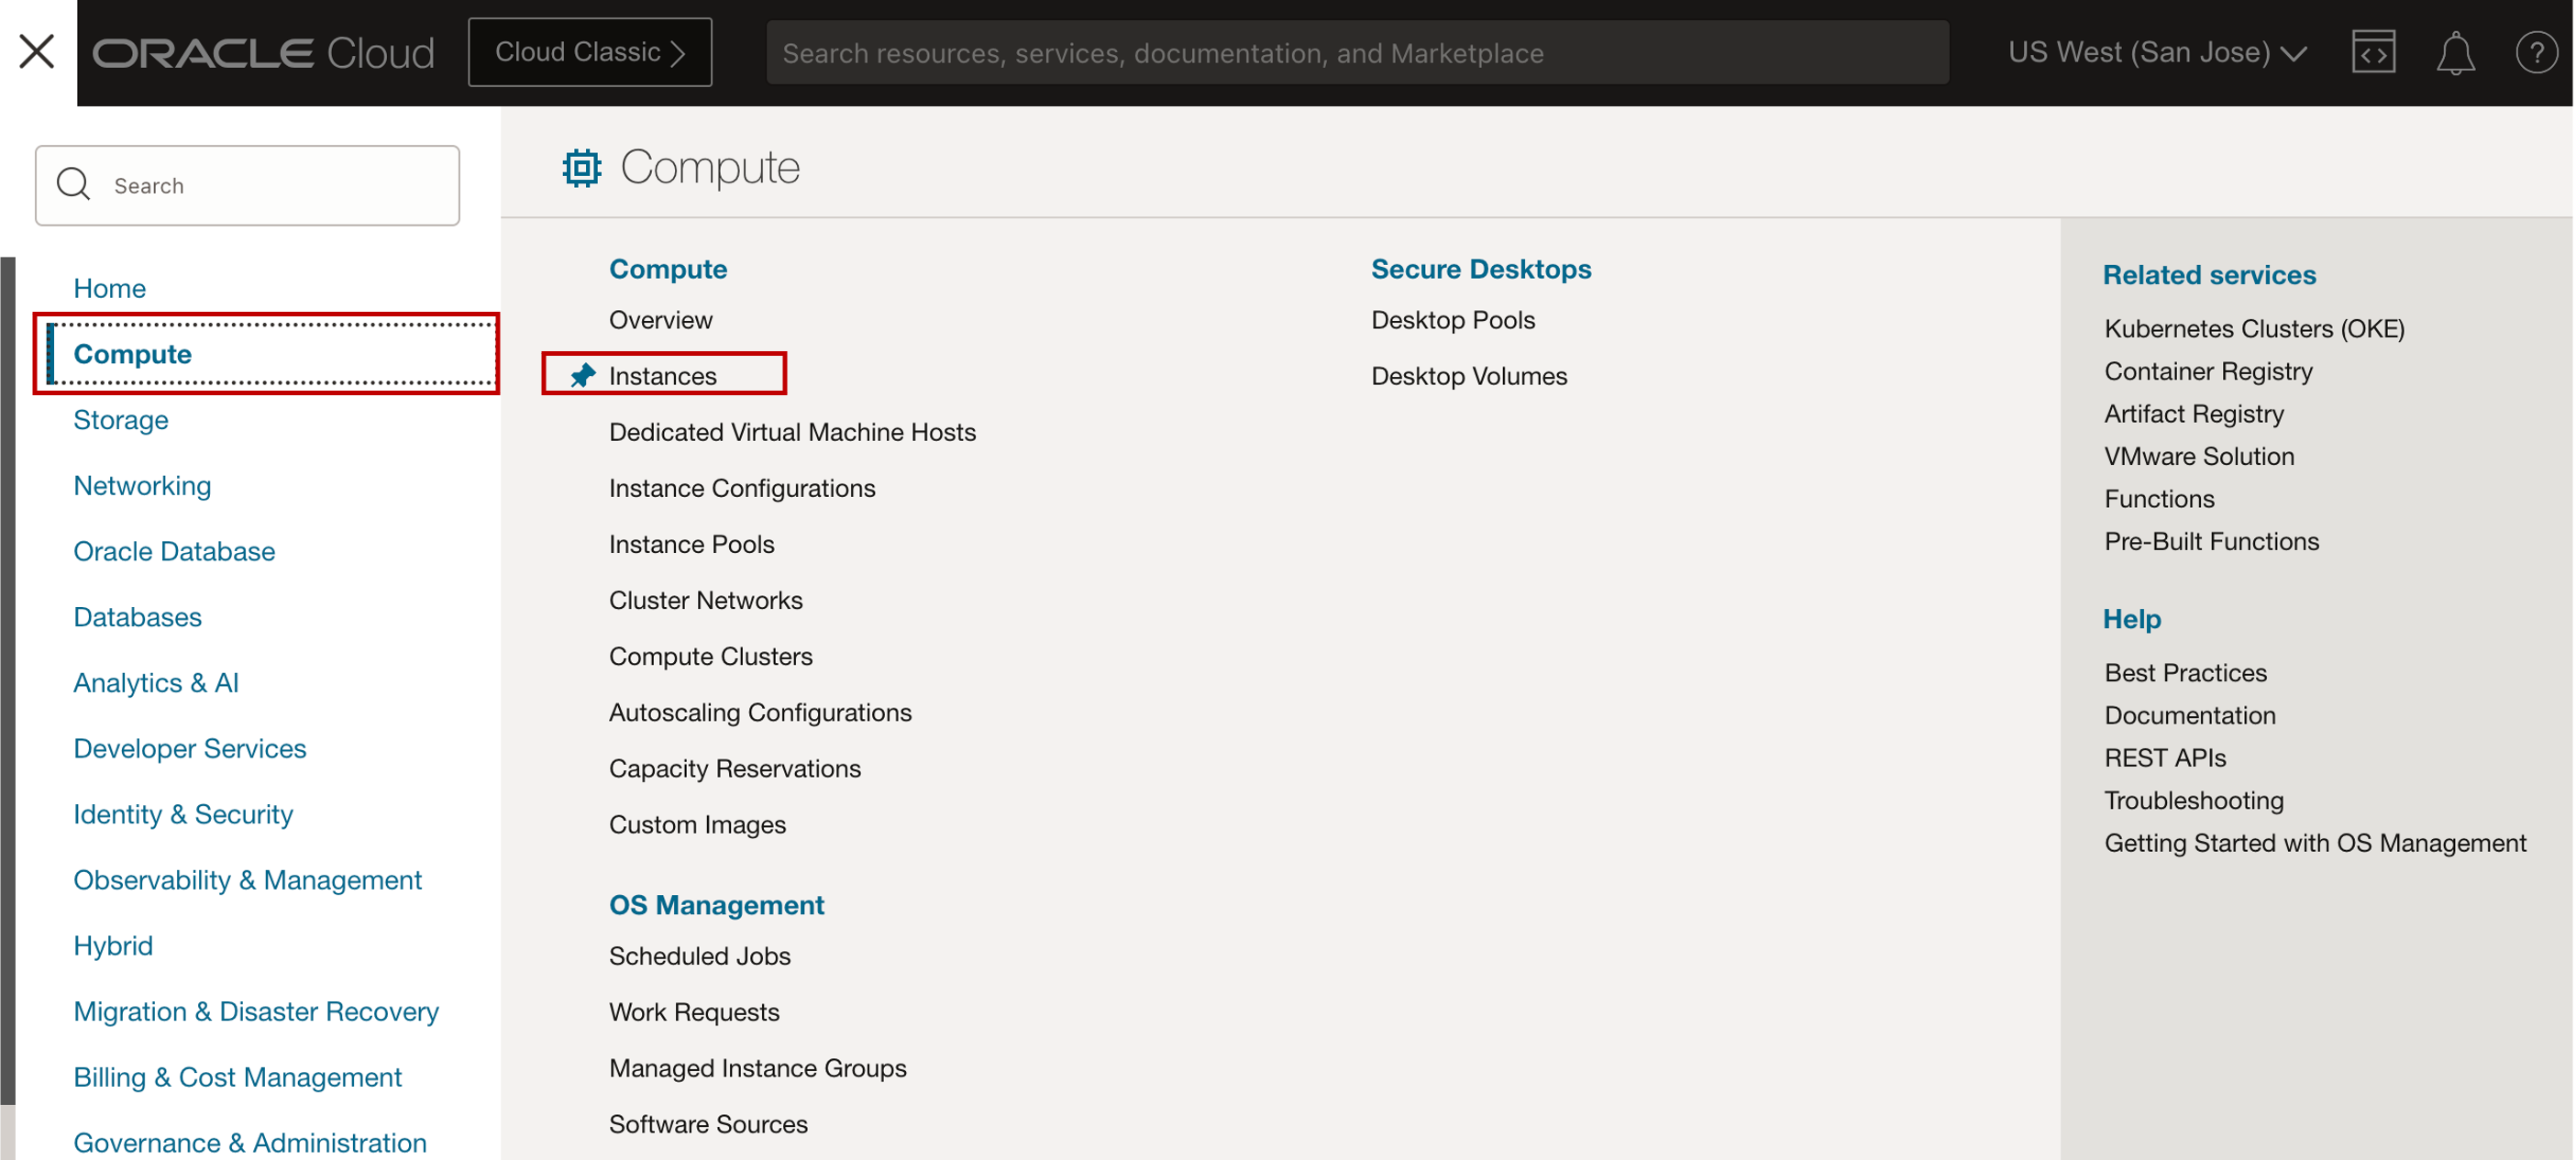 ORACLE Cloud
Cloud Classic
Search resources, services, documentation, and Marketplace
US West (San Jose)
?
Search
Home
Compute
Storage
Networking
Oracle Database
Databases
Analytics & AI
Developer Services
Identity & Security
Observability & Management
Hybrid
Migration & Disaster Recovery
Billing & Cost Management
Governance & Administration
Compute
Compute
Overview
Instances
Dedicated Virtual Machine Hosts
Instance Configurations
Instance Pools
Cluster Networks
Compute Clusters
Autoscaling Configurations
Capacity Reservations
Custom Images
OS Management
Scheduled Jobs
Work Requests
Managed Instance Groups
Software Sources
Secure Desktops
Desktop Pools
Desktop Volumes
Related services
Kubernetes Clusters (OKE)
Container Registry
Artifact Registry
VMware Solution
Functions
Pre-Built Functions
Help
Best Practices
Documentation
REST APIs
Troubleshooting
Getting Started with OS Management